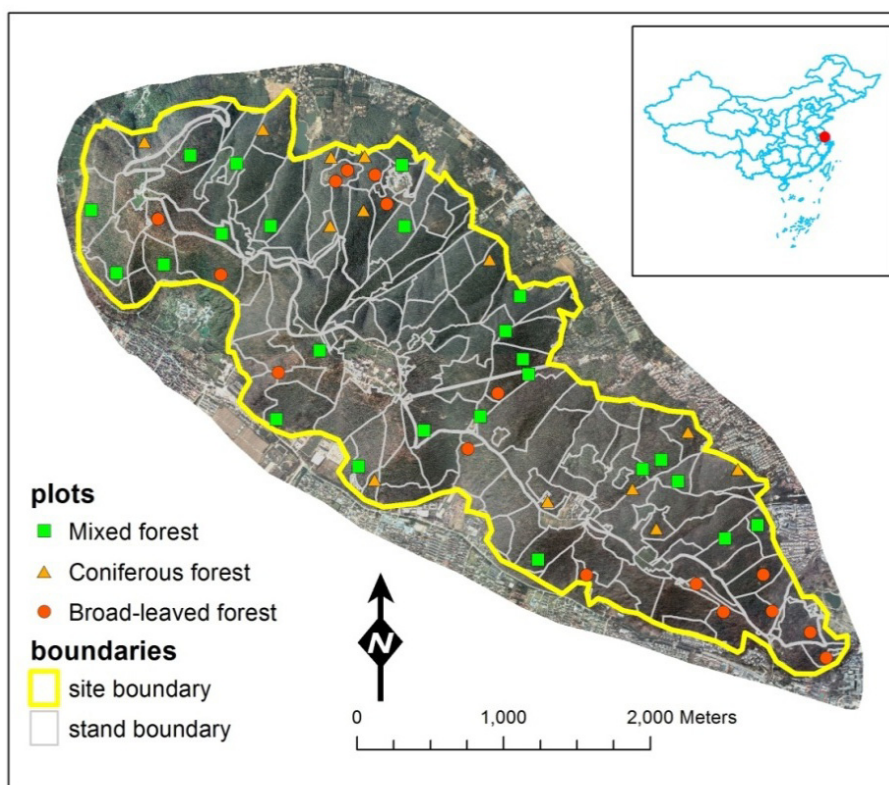 plots
Mixed forest
Coniferous forest
Broad-leaved forest
boundaries
site boundary
stand boundary
N
0 1,000 2,000 Meters